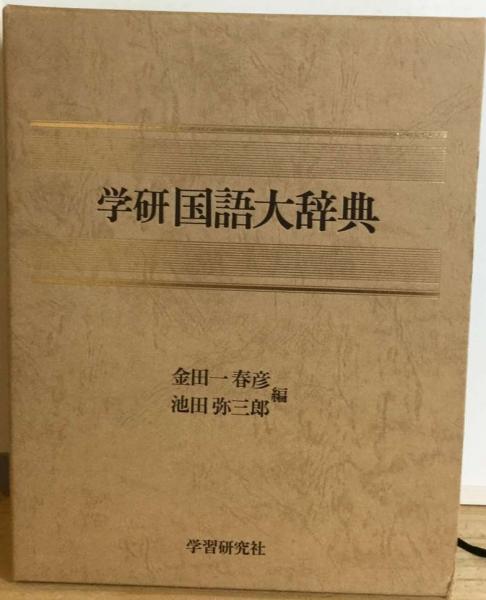 学研国語大辞典
金田一 春彦
池田 弥三郎
編
学習研究社